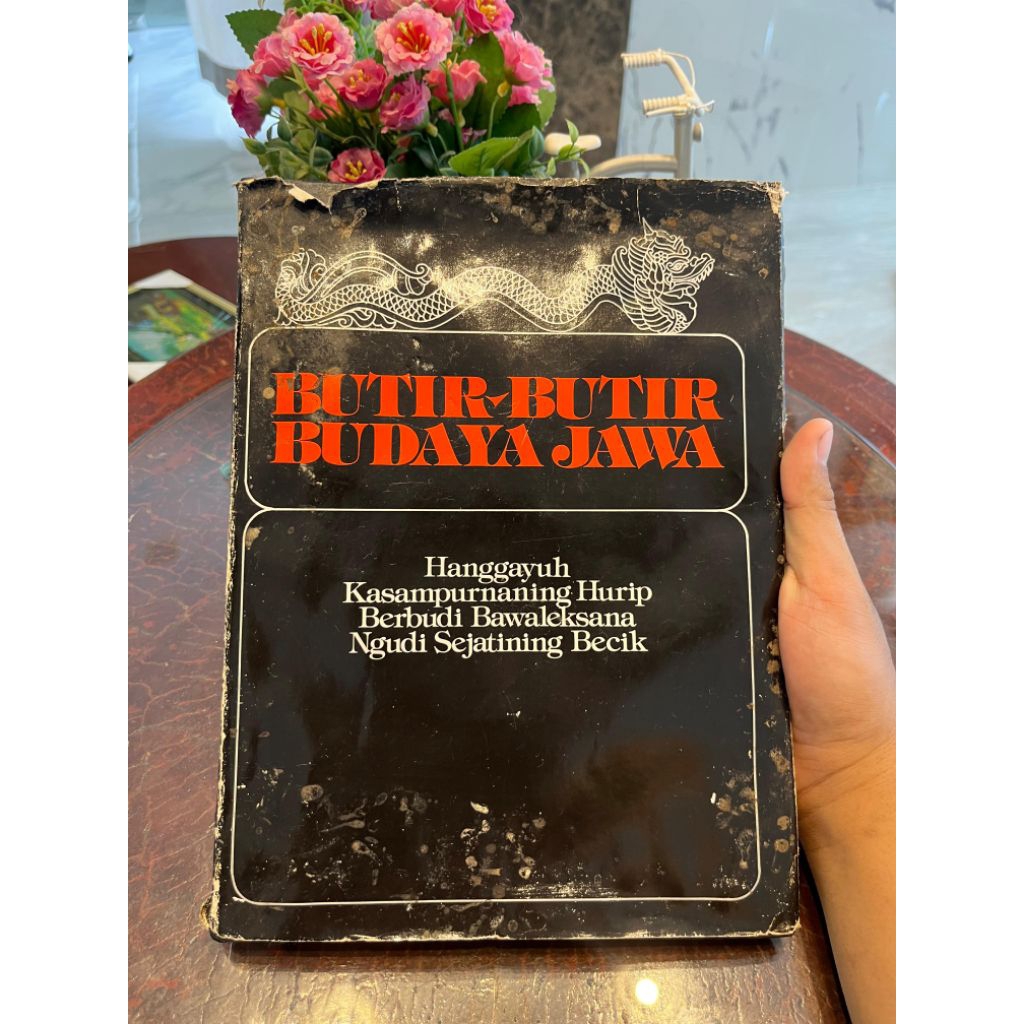 BUTIR-BUTIR
BUDAYA JAWA
Hanggayuh
Kasampurnaning Hurip
Berbudi Bawaleksana
Ngudi Sejatining Becik